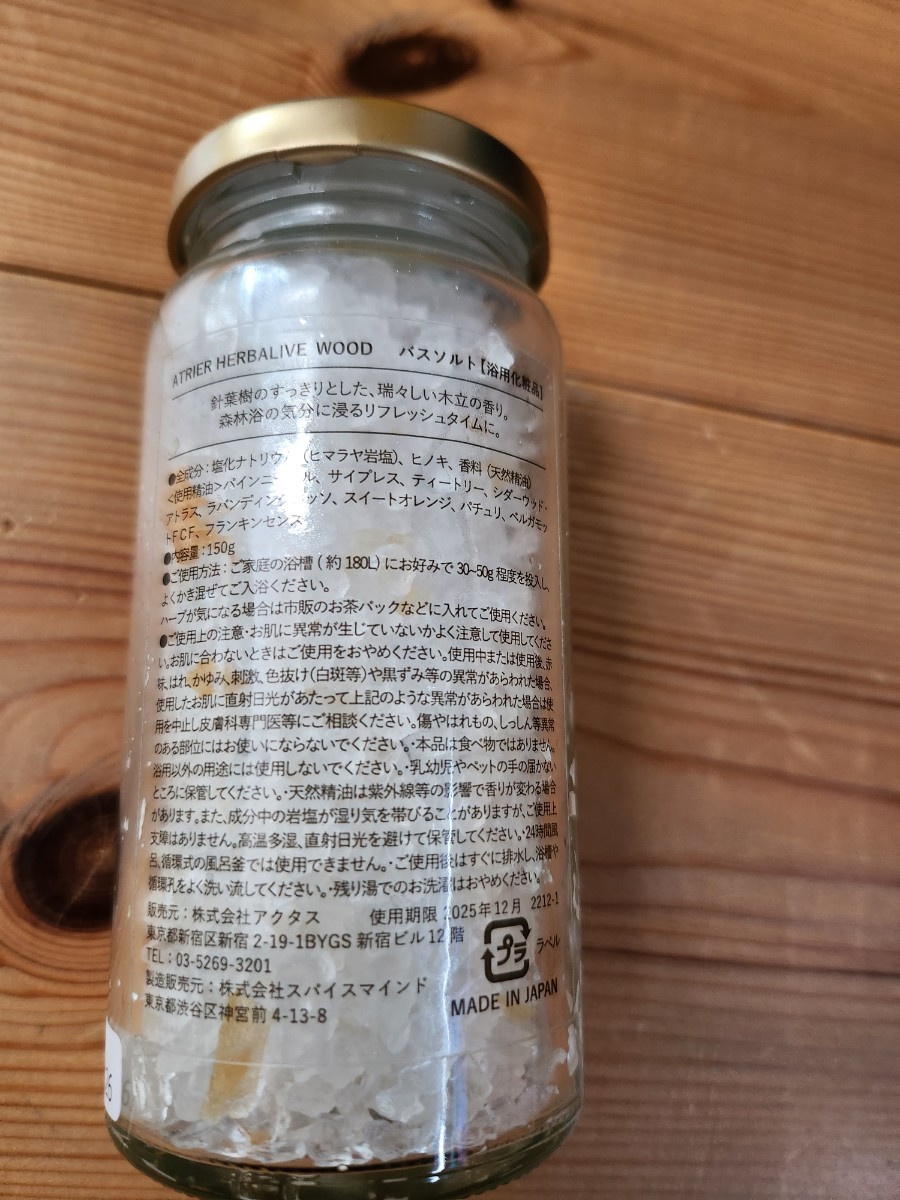 ATRIER HERBALIVE WOOD バスソルト【浴用化粧品】
針葉樹のすっきりとした、瑞々しい木立の香り。
森林浴の気分に浸るリフレッシュタイムに。
●全成分:塩化ナトリウム(ヒマラヤ岩塩)、ヒノキ、香料(天然精油)
<使用精油>パインニードル、サイプレス、ティートリー、シダーウッド・
アトラス、ラバンディングロッソ、スイートオレンジ、パチュリ、ベルガモッ
トFCF、フランキンセンス
●内容量:150g
●ご使用方法:ご家庭の浴槽(約180L)にお好みで30~50g程度を投入し、
よくかき混ぜてご入浴ください。
ハーブが気になる場合は市販のお茶パックなどに入れてご使用ください。
●ご使用上の注意・お肌に異常が生じていないかよく注意して使用してくださ
い。お肌に合わないときはご使用をおやめください。使用中または使用後、赤
味、はれ、かゆみ、刺激、色抜け(白斑等)や黒ずみ等の異常があらわれた場合、
使用したお肌に直射日光があたって上記のような異常があらわれた場合は使
用を中止し皮膚科専門医等にご相談ください。傷やはれもの、しっしん等異常
のある部位にはお使いにならないでください。・本品は食べ物ではありません。
浴用以外の用途には使用しないでください。・乳幼児やペットの手の届かない
ところに保管してください。・天然精油は紫外線等の影響で香りが変わる場合
があります。また、成分中の岩塩が湿り気を帯びることがありますが、ご使用上
支障はありません。高温多湿、直射日光を避けて保管してください。・24時間風
呂、循環式の風呂釜では使用できません。・ご使用後はすぐに排水し、浴槽や
循環孔をよく洗い流してください。・残り湯でのお洗濯はおやめください。
販売元:株式会社アクタス 使用期限 2025年12月 2212-1
東京都新宿区新宿 2-19-1BYGS 新宿ビル 12階
TEL:03-5269-3201
製造販売元:株式会社スパイスマインド
東京都渋谷区神宮前 4-13-8
プラ ラベル
MADE IN JAPAN